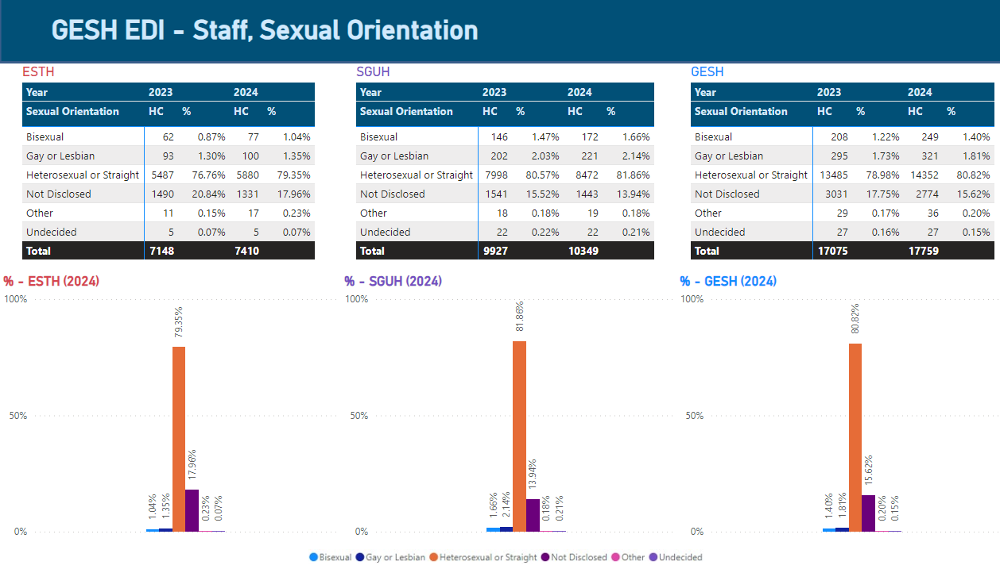 GESH EDI - Staff, Sexual Orientation
ESTH
Year 2023 2024
Sexual Orientation HC % HC %
Bisexual 62 0.87% 77 1.04%
Gay or Lesbian 93 1.30% 100 1.35%
Heterosexual or Straight 5487 76.76% 5880 79.35%
Not Disclosed 1490 20.84% 1331 17.96%
Other 11 0.15% 17 0.23%
Undecided 5 0.07% 5 0.07%
Total 7148 7410
SGUH
Year 2023 2024
Sexual Orientation HC % HC %
Bisexual 146 1.47% 172 1.66%
Gay or Lesbian 202 2.03% 221 2.14%
Heterosexual or Straight 7998 80.57% 8472 81.86%
Not Disclosed 1541 15.52% 1443 13.94%
Other 18 0.18% 19 0.18%
Undecided 22 0.22% 22 0.21%
Total 9927 10349
GESH
Year 2023 2024
Sexual Orientation HC % HC %
Bisexual 208 1.22% 249 1.40%
Gay or Lesbian 295 1.73% 321 1.81%
Heterosexual or Straight 13485 78.98% 14352 80.82%
Not Disclosed 3031 17.75% 2774 15.62%
Other 29 0.17% 36 0.20%
Undecided 27 0.16% 27 0.15%
Total 17075 17759
% - ESTH (2024)
100%
50%
0%
1.04%
1.35%
79.35%
17.96%
0.23%
0.07%
% - SGUH (2024)
100%
50%
0%
1.66%
2.14%
81.86%
13.94%
0.18%
0.21%
% - GESH (2024)
100%
50%
0%
1.40%
1.81%
80.82%
15.62%
0.20%
0.15%
Bisexual Gay or Lesbian Heterosexual or Straight Not Disclosed Other Undecided